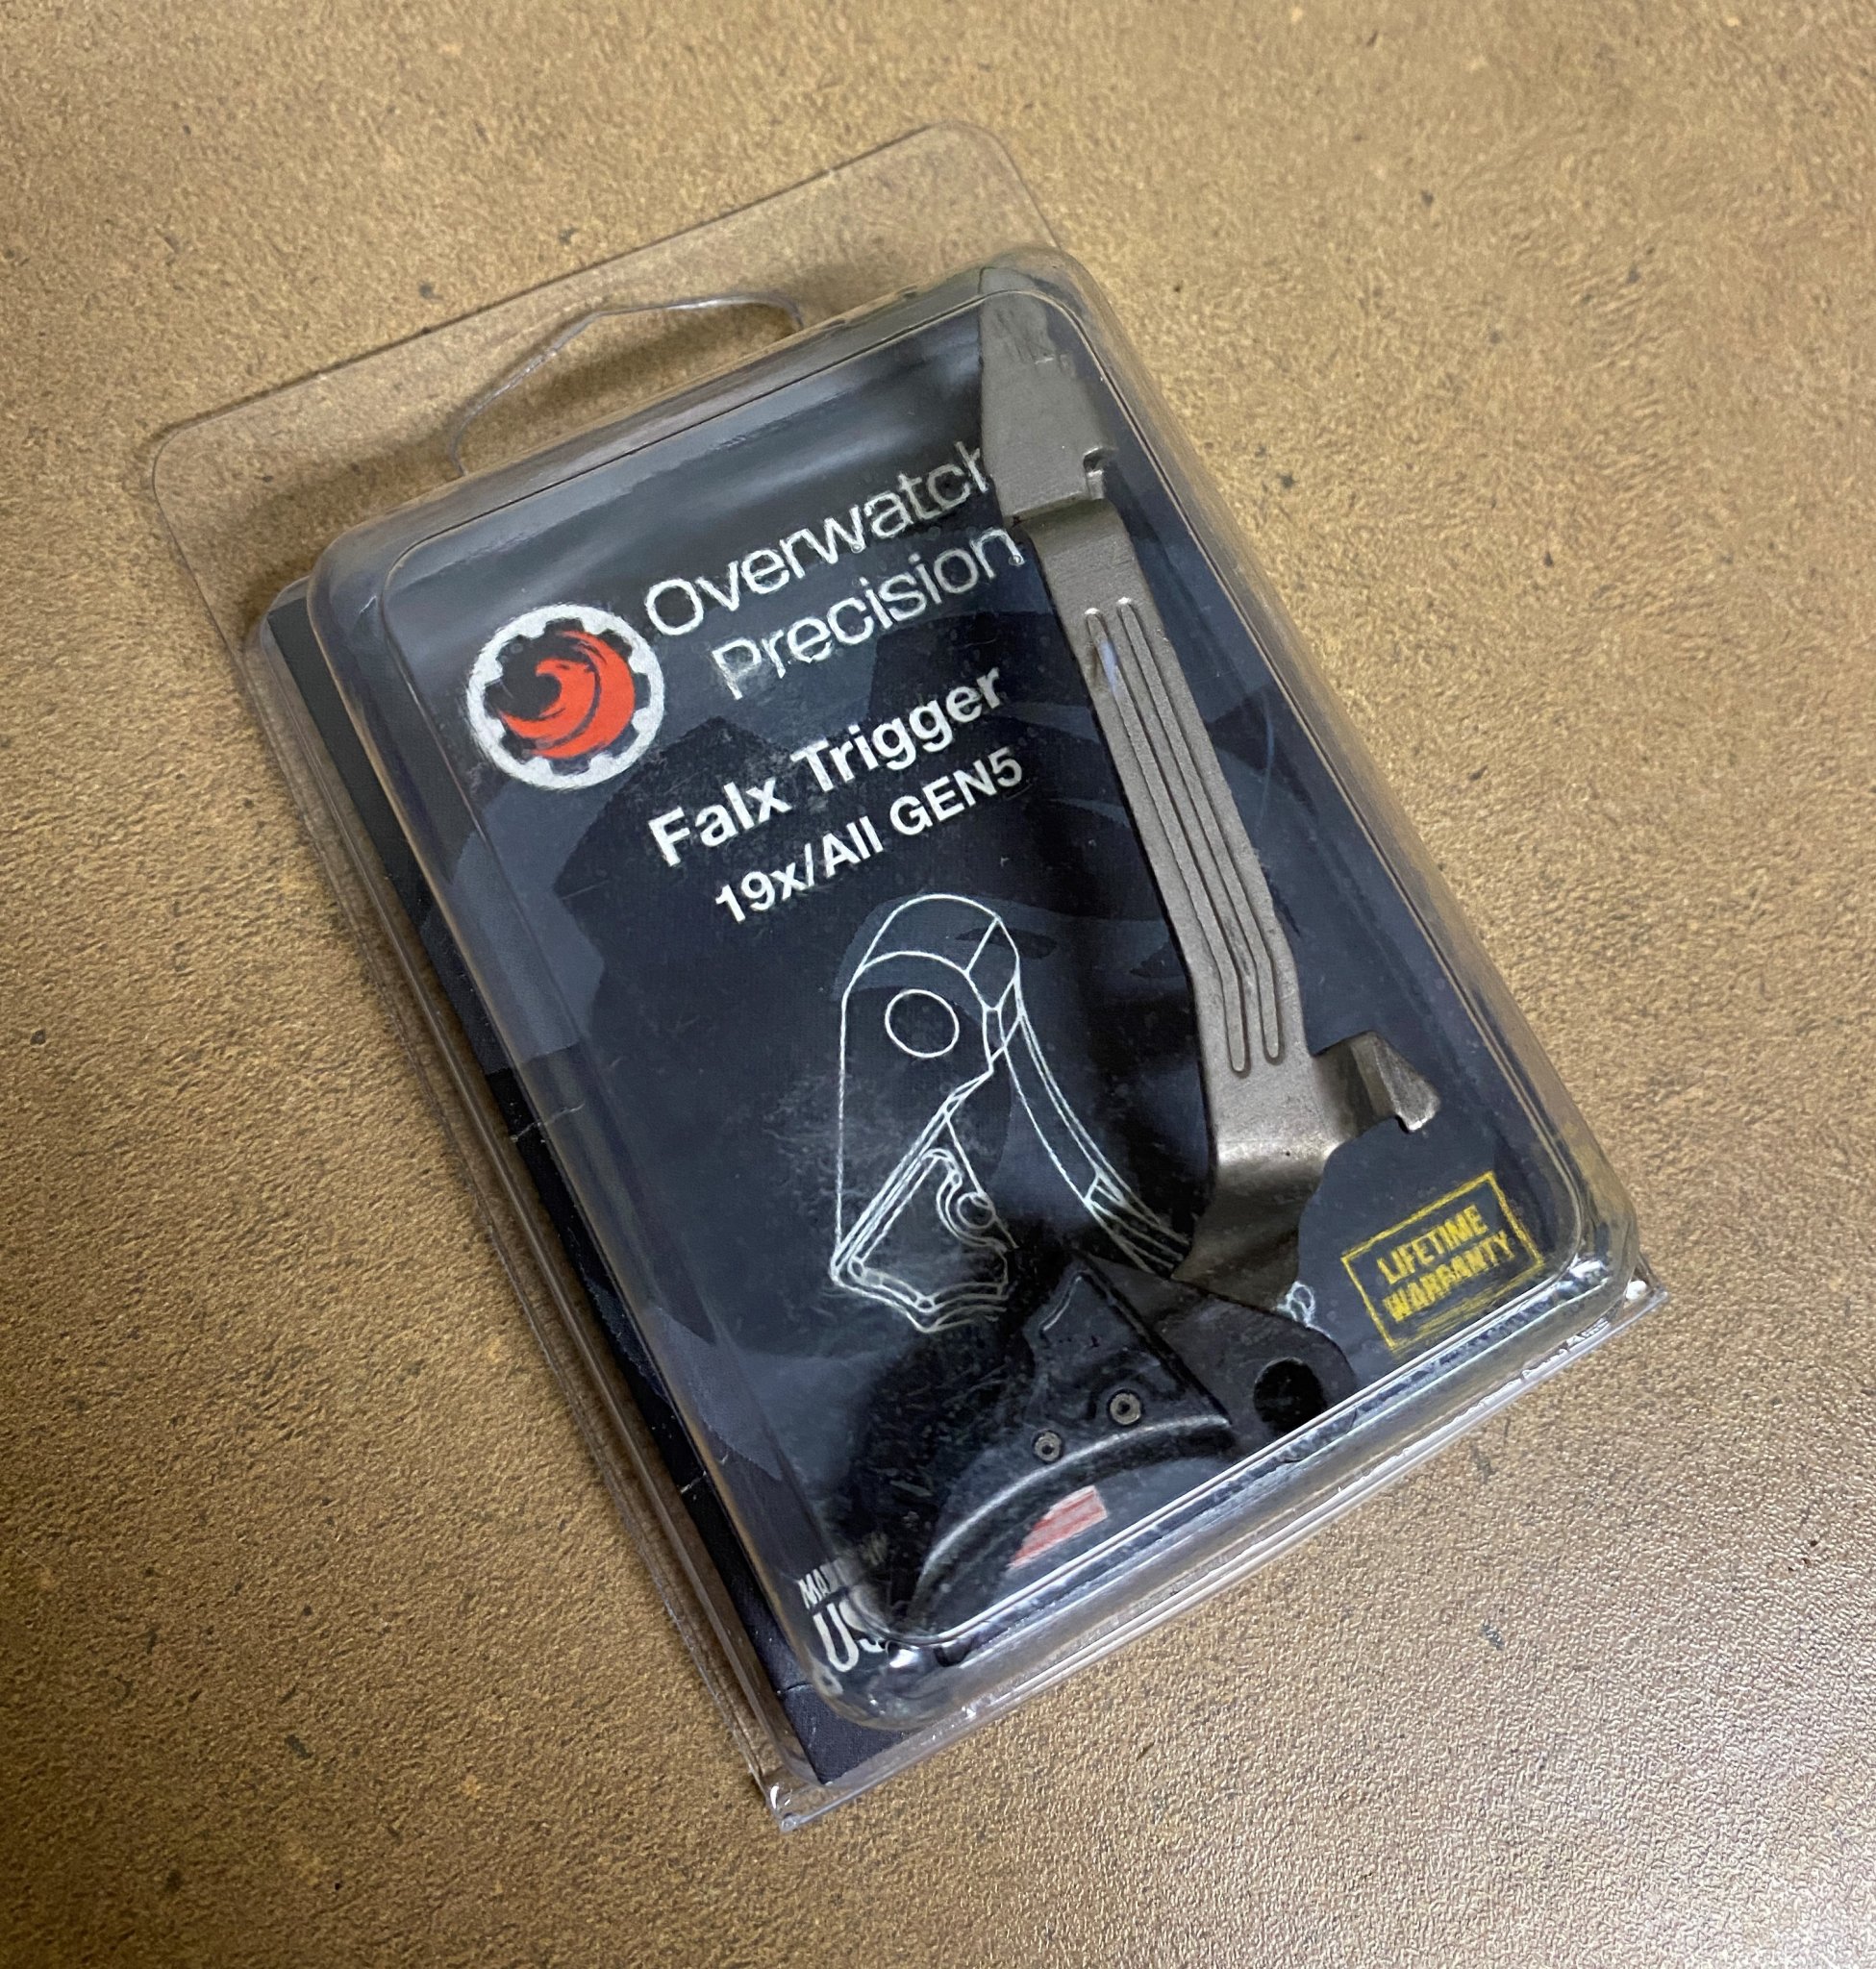 Overwatch
Precision
Falx Trigger
19x/All GEN5
LIFETIME
WARRANTY